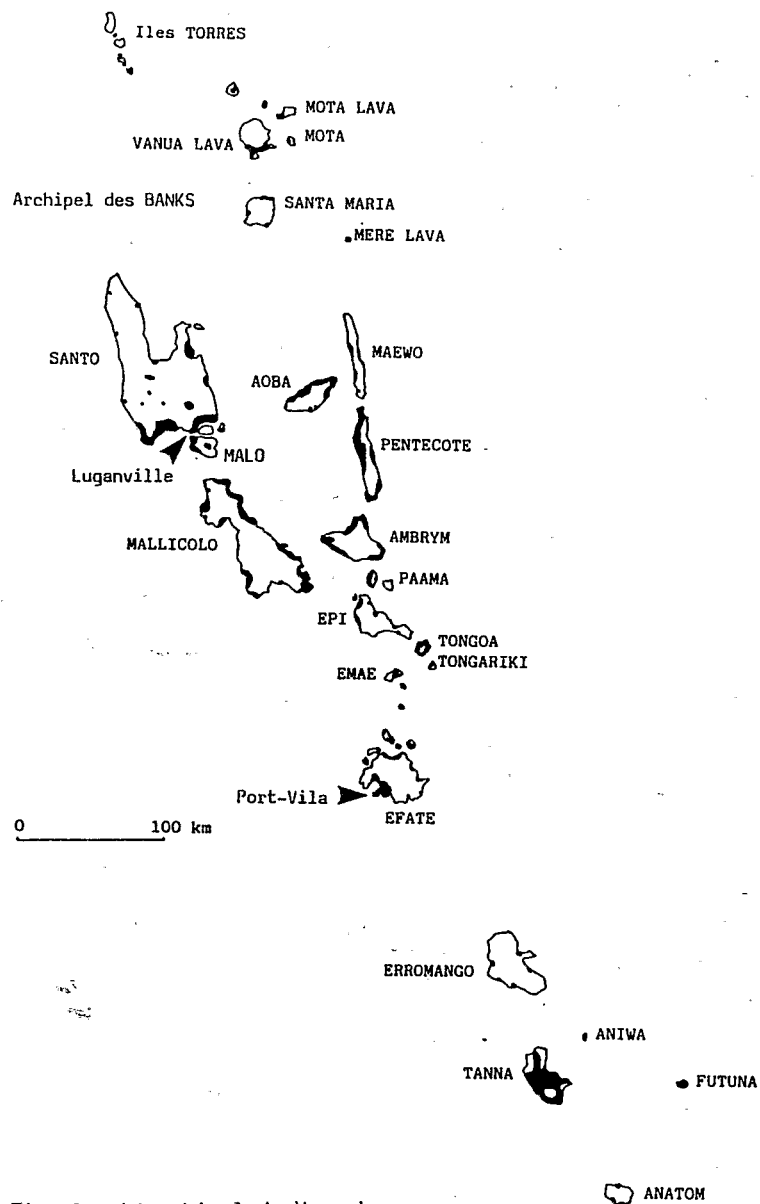 Iles TORRES
MOTA LAVA
VANUA LAVA
MOTA
Archipel des BANKS
SANTA MARIA
MERE LAVA
SANTO
MAEWO
AOBA
PENTECOTE
MALO
Luganville
MALLICOLO
AMBRYM
PAAMA
EPI
TONGOA
TONGARIKI
EMAE
Port-Vila
EFATE
0 100 km
ERROMANGO
ANIWA
TANNA
FUTUNA
ANATOM